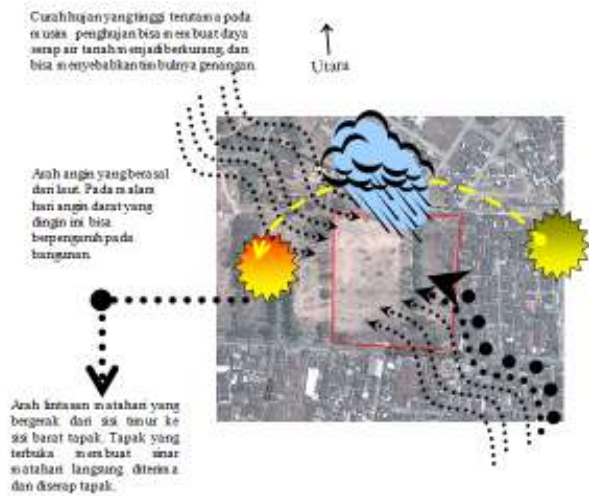 Curah hujan yang tinggi terutama pada
musim penghujan bisa membuat daya
serap air tanah menjadi berkurang, dan
bisa menyebabkan timbulnya genangan.
Utara
Arah angin yang berasal
dari laut. Pada malam
hari angin darat yang
dingin ini bisa
berpengaruh pada
bangunan.
Arah lintasan matahari yang
bergerak dari sisi timur ke
sisi barat tapak. Tapak yang
terbuka membuat sinar
matahari langsung diterima
dan diserap tapak.